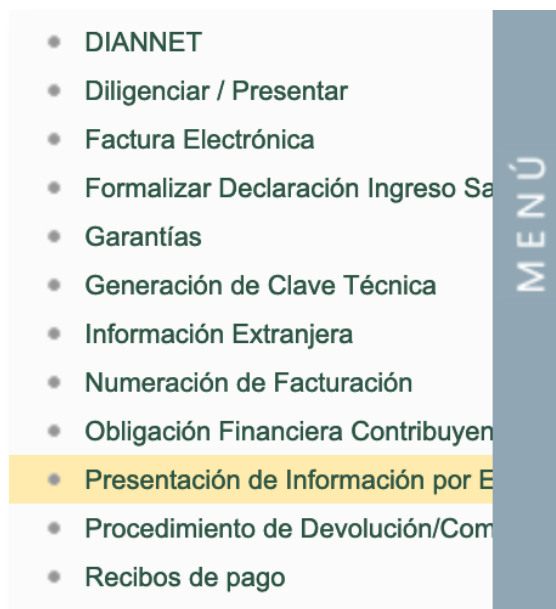 DIANNET
Diligenciar / Presentar
Factura Electrónica
Formalizar Declaración Ingreso Sa
Garantías
Generación de Clave Técnica
Información Extranjera
Numeración de Facturación
Obligación Financiera Contribuyen
Presentación de Información por E
Procedimiento de Devolución/Com
Recibos de pago
MENÚ